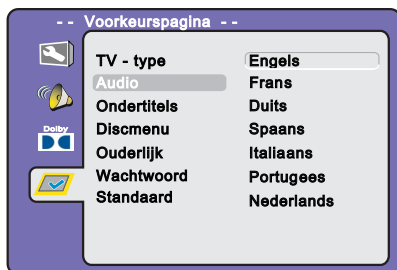 - -  Voorkeurspagina  - -
TV - type
Audio
Ondertitels
Discmenu
Ouderlijk
Wachtwoord
Standaard
Engels
Frans
Duits
Spaans
Italiaans
Portugees
Nederlands
Dolby